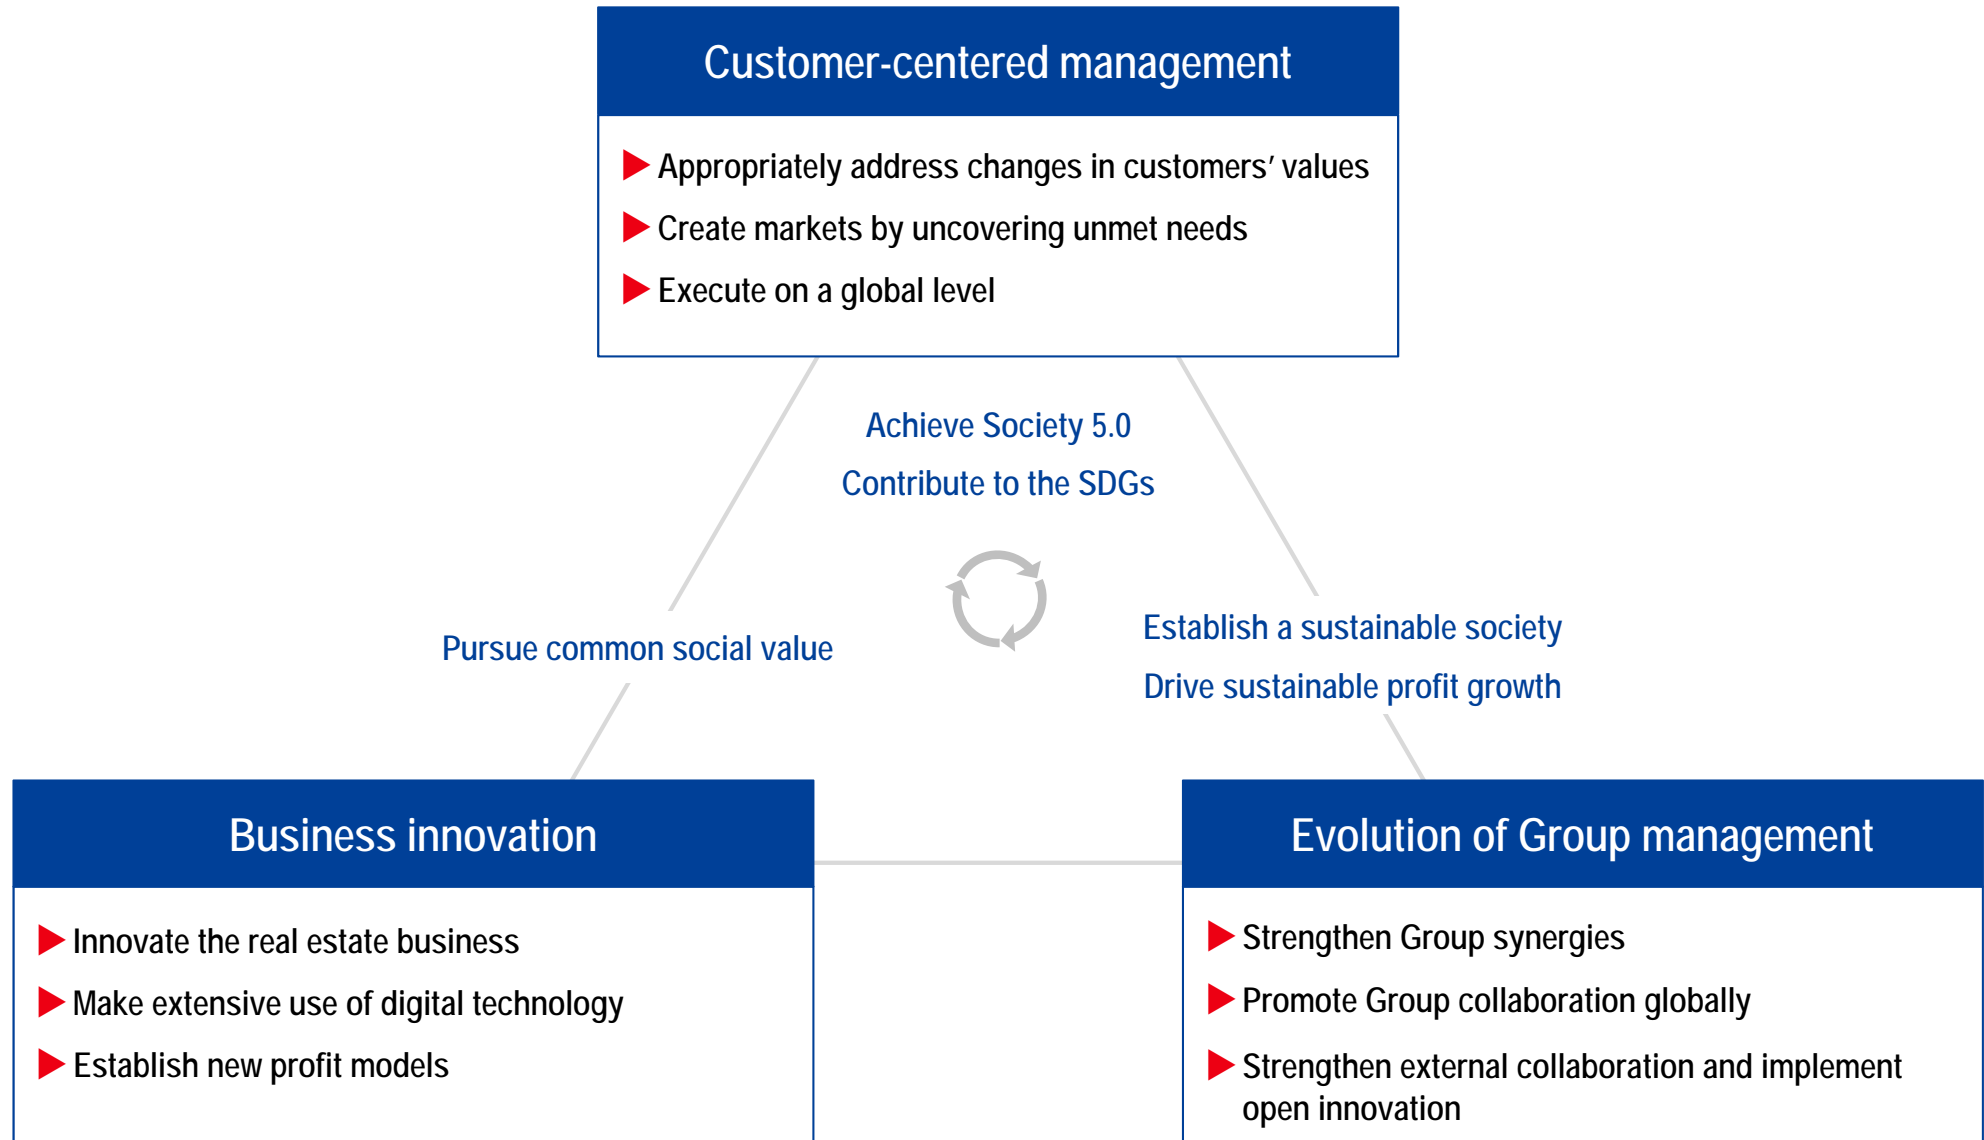 Customer-centered management
Appropriately address changes in customers’ values
Create markets by uncovering unmet needs
Execute on a global level
Achieve Society 5.0
Contribute to the SDGs
Pursue common social value
Establish a sustainable society
Drive sustainable profit growth
Business innovation
Innovate the real estate business
Make extensive use of digital technology
Establish new profit models
Evolution of Group management
Strengthen Group synergies
Promote Group collaboration globally
Strengthen external collaboration and implement
open innovation